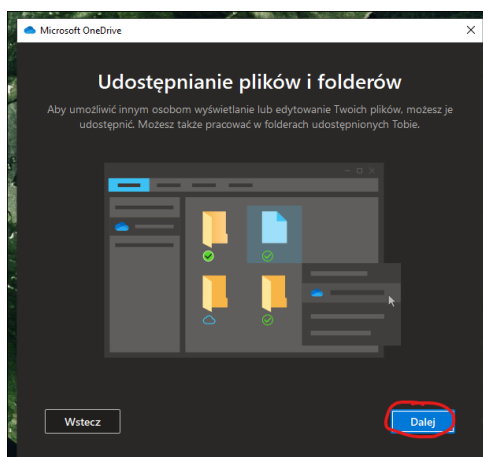 Microsoft OneDrive
Udostępnianie plików i folderów
Aby umożliwić innym osobom wyświetlanie lub edytowanie Twoich plików, możesz je
udostępnić. Możesz także pracować w folderach udostępnionych Tobie.
Wstecz
Dalej